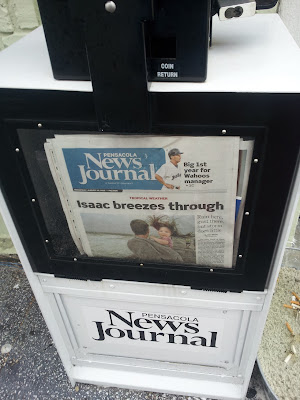 COIN
RETURN
PENSACOLA
News
Journal
Big 1st
year for
Wahoos
manager
TROPICAL WEATHER
Isaac breezes through
PENSACOLA
News
Journal